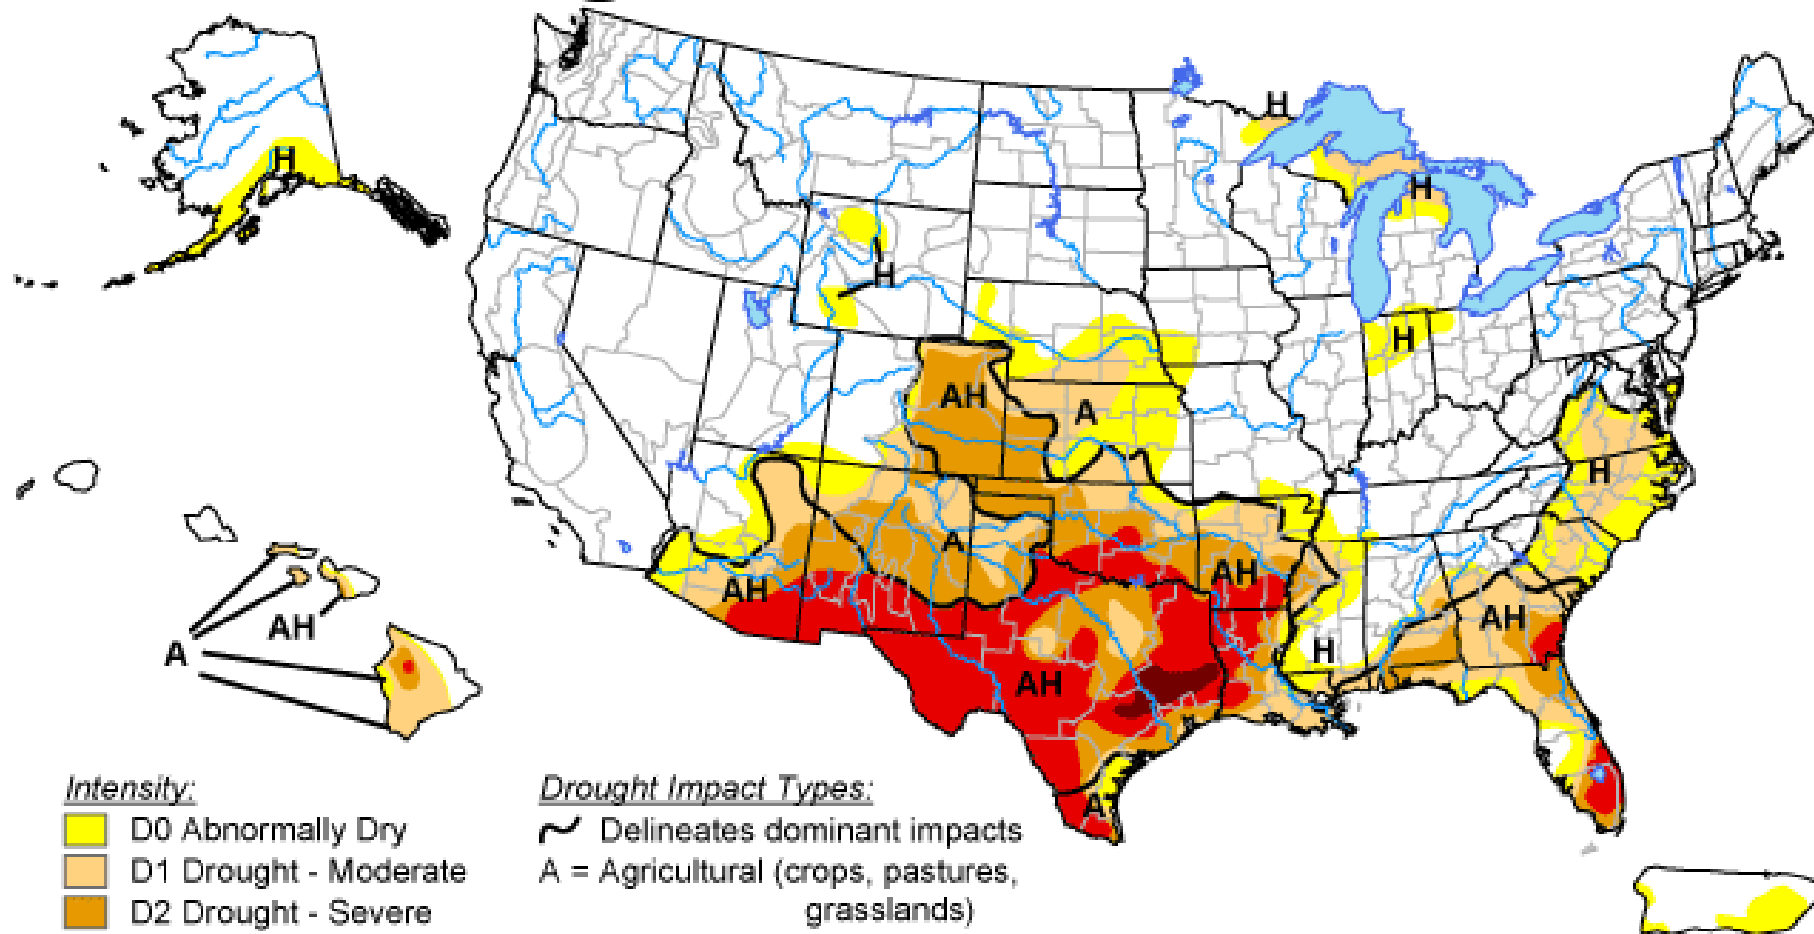 H
H
H
H
H
AH
A
H
A
AH
AH
AH
H
AH
AH
A
AH
A
Intensity:
D0 Abnormally Dry
D1 Drought - Moderate
D2 Drought - Severe
Drought Impact Types:
Delineates dominant impacts
A = Agricultural (crops, pastures,
grasslands)